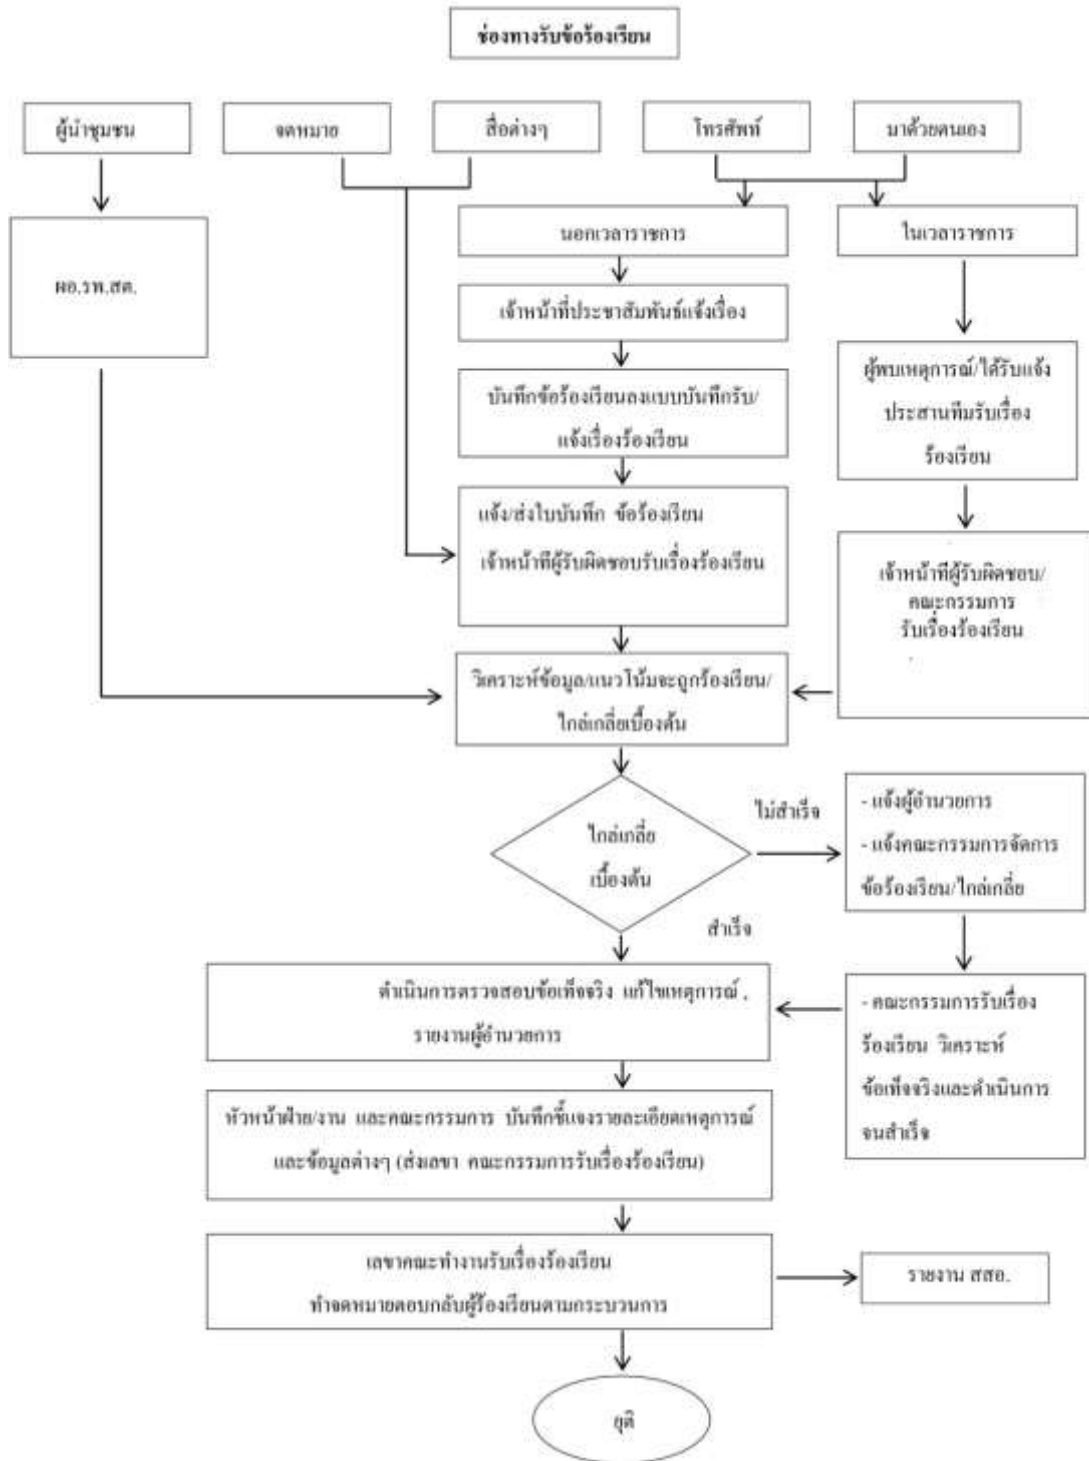 ช่องทางรับข้อร้องเรียน
ผู้นำชุมชน
จดหมาย
สื่อต่างๆ
โทรศัพท์
มาด้วยตนเอง
ผอ.รพ.สต.
นอกเวลาราชการ
ในเวลาราชการ
เจ้าหน้าที่ประชาสัมพันธ์แจ้งเรื่อง
บันทึกข้อร้องเรียนลงแบบบันทึกรับ/
แจ้งเรื่องร้องเรียน
ผู้พบเหตุการณ์/ได้รับแจ้ง
ประสานทีมรับเรื่อง
ร้องเรียน
แจ้ง/ส่งใบบันทึก ข้อร้องเรียน
เจ้าหน้าที่ผู้รับผิดชอบรับเรื่องร้องเรียน
เจ้าหน้าที่ผู้รับผิดชอบ/
คณะกรรมการ
รับเรื่องร้องเรียน
วิเคราะห์ข้อมูล/แนวโน้มจะถูกร้องเรียน/
ไกล่เกลี่ยเบื้องต้น
ไกล่เกลี่ย
เบื้องต้น
ไม่สำเร็จ
สำเร็จ
- แจ้งผู้อำนวยการ
- แจ้งคณะกรรมการจัดการ
ข้อร้องเรียน/ไกล่เกลี่ย
ดำเนินการตรวจสอบข้อเท็จจริง แก้ไขเหตุการณ์ ,
รายงานผู้อำนวยการ
- คณะกรรมการรับเรื่อง
ร้องเรียน วิเคราะห์
ข้อเท็จจริงและดำเนินการ
จนสำเร็จ
หัวหน้าฝ่าย/งาน และคณะกรรมการ บันทึกชี้แจงรายละเอียดเหตุการณ์
และข้อมูลต่างๆ (ส่งเลขา คณะกรรมการรับเรื่องร้องเรียน)
เลขาคณะทำงานรับเรื่องร้องเรียน
ทำจดหมายตอบกลับผู้ร้องเรียนตามกระบวนการ
รายงาน สสอ.
ยุติ